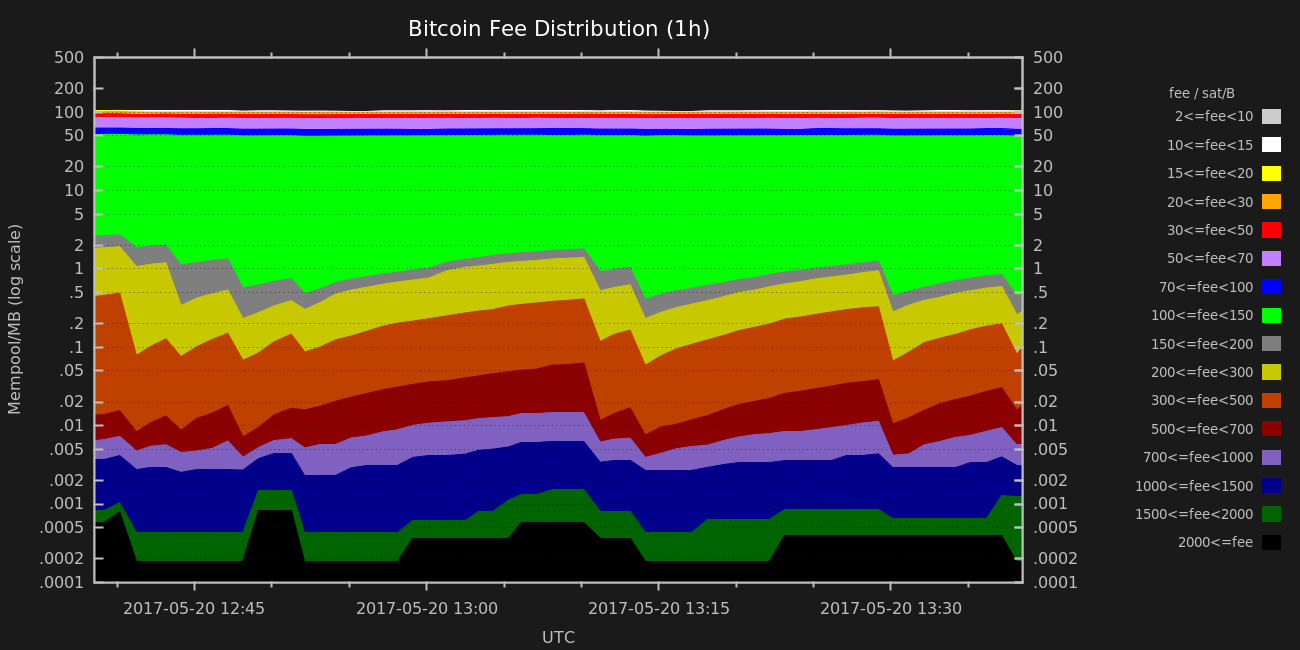 Bitcoin Fee Distribution (1h)
500
200
100
50
20
10
5
2
1
.5
.2
.1
.05
.02
.01
.005
.002
.001
.0005
.0002
.0001
Mempool/MB (log scale)
500
200
100
50
20
10
5
2
1
.5
.2
.1
.05
.02
.01
.005
.002
.001
.0005
.0002
.0001
2017-05-20 12:45
2017-05-20 13:00
2017-05-20 13:15
2017-05-20 13:30
UTC
fee / sat/B
2<=fee<10
10<=fee<15
15<=fee<20
20<=fee<30
30<=fee<50
50<=fee<70
70<=fee<100
100<=fee<150
150<=fee<200
200<=fee<300
300<=fee<500
500<=fee<700
700<=fee<1000
1000<=fee<1500
1500<=fee<2000
2000<=fee